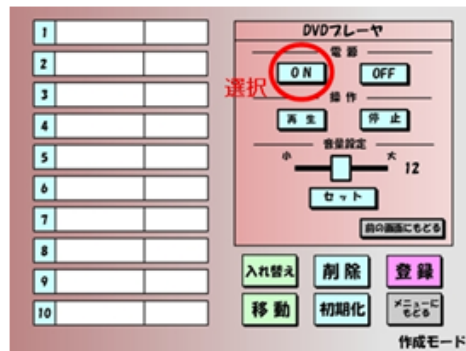 1
2
3
4
5
6
7
8
9
10
DVDプレーヤ
電源
ON
OFF
選択
操作
再生
停止
音量設定
小
大
12
セット
前の画面にもどる
入れ替え
削除
登録
移動
初期化
メニューに
もどる
作成モード